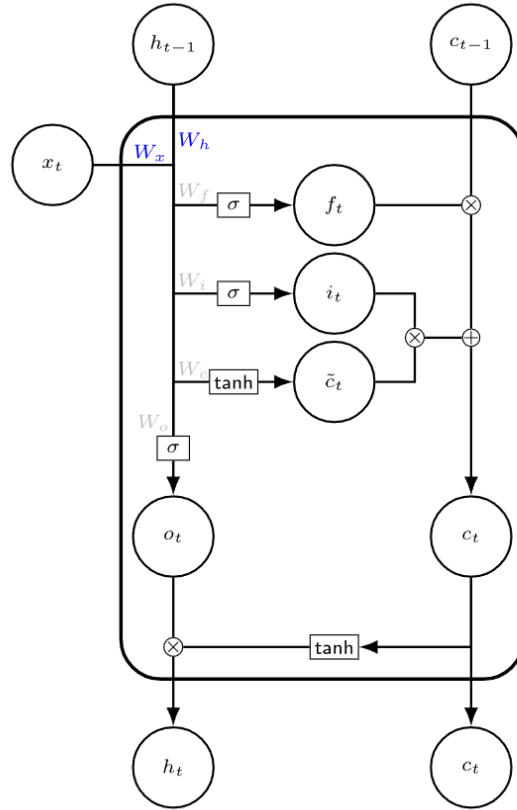 h_{t−1} c_{t−1}
W_h
x_t W_x
W_f σ f_t ×
W_i σ i_t
× +
W_c tanh c̃_t
W_o
σ
o_t c_t
× tanh
h_t c_t